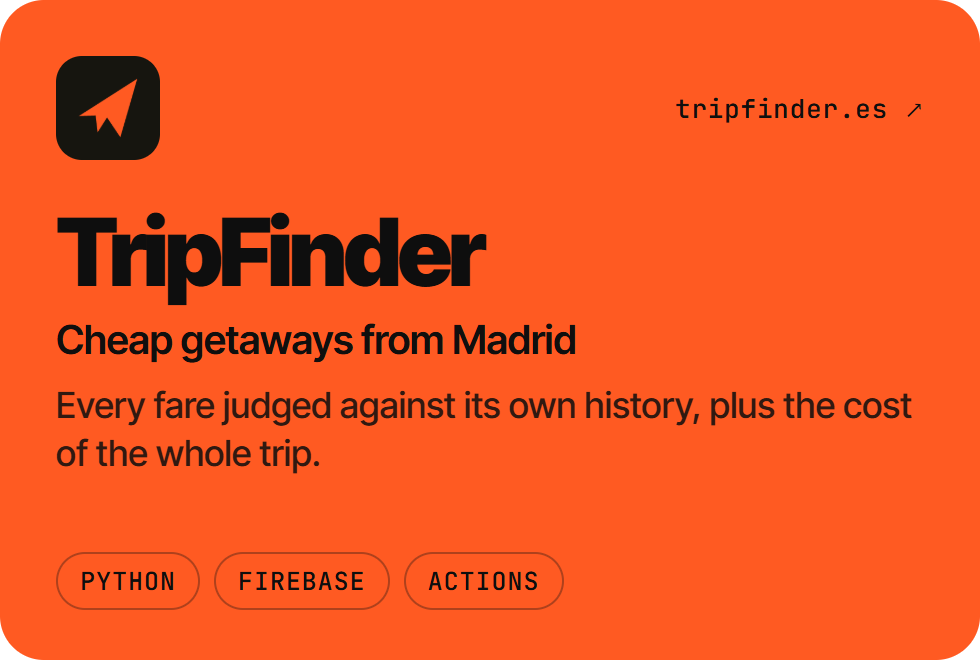 tripfinder.es ↗
TripFinder
Cheap getaways from Madrid
Every fare judged against its own history, plus the cost
of the whole trip.
PYTHON FIREBASE ACTIONS